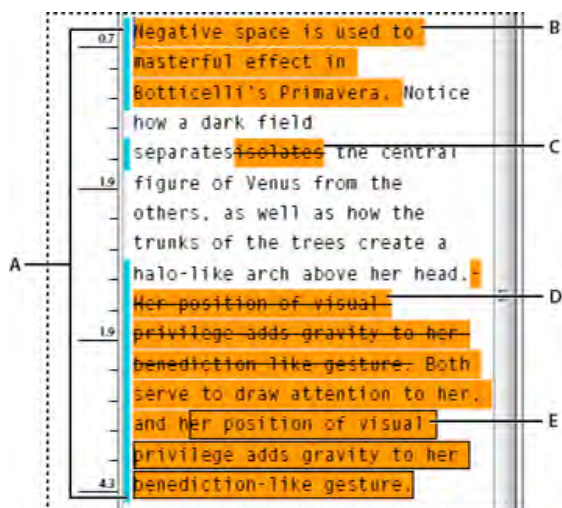 Negative space is used to
masterful effect in
Botticelli's Primavera. Notice
how a dark field
separatesisolates the central
figure of Venus from the
others, as well as how the
trunks of the trees create a
halo-like arch above her head.-
Her position of visual
privilege adds gravity to her
benediction-like gesture. Both
serve to draw attention to her,
and her position of visual
privilege adds gravity to her
benediction-like gesture.
0.7
1.9
1.9
4.3
A
B
C
D
E